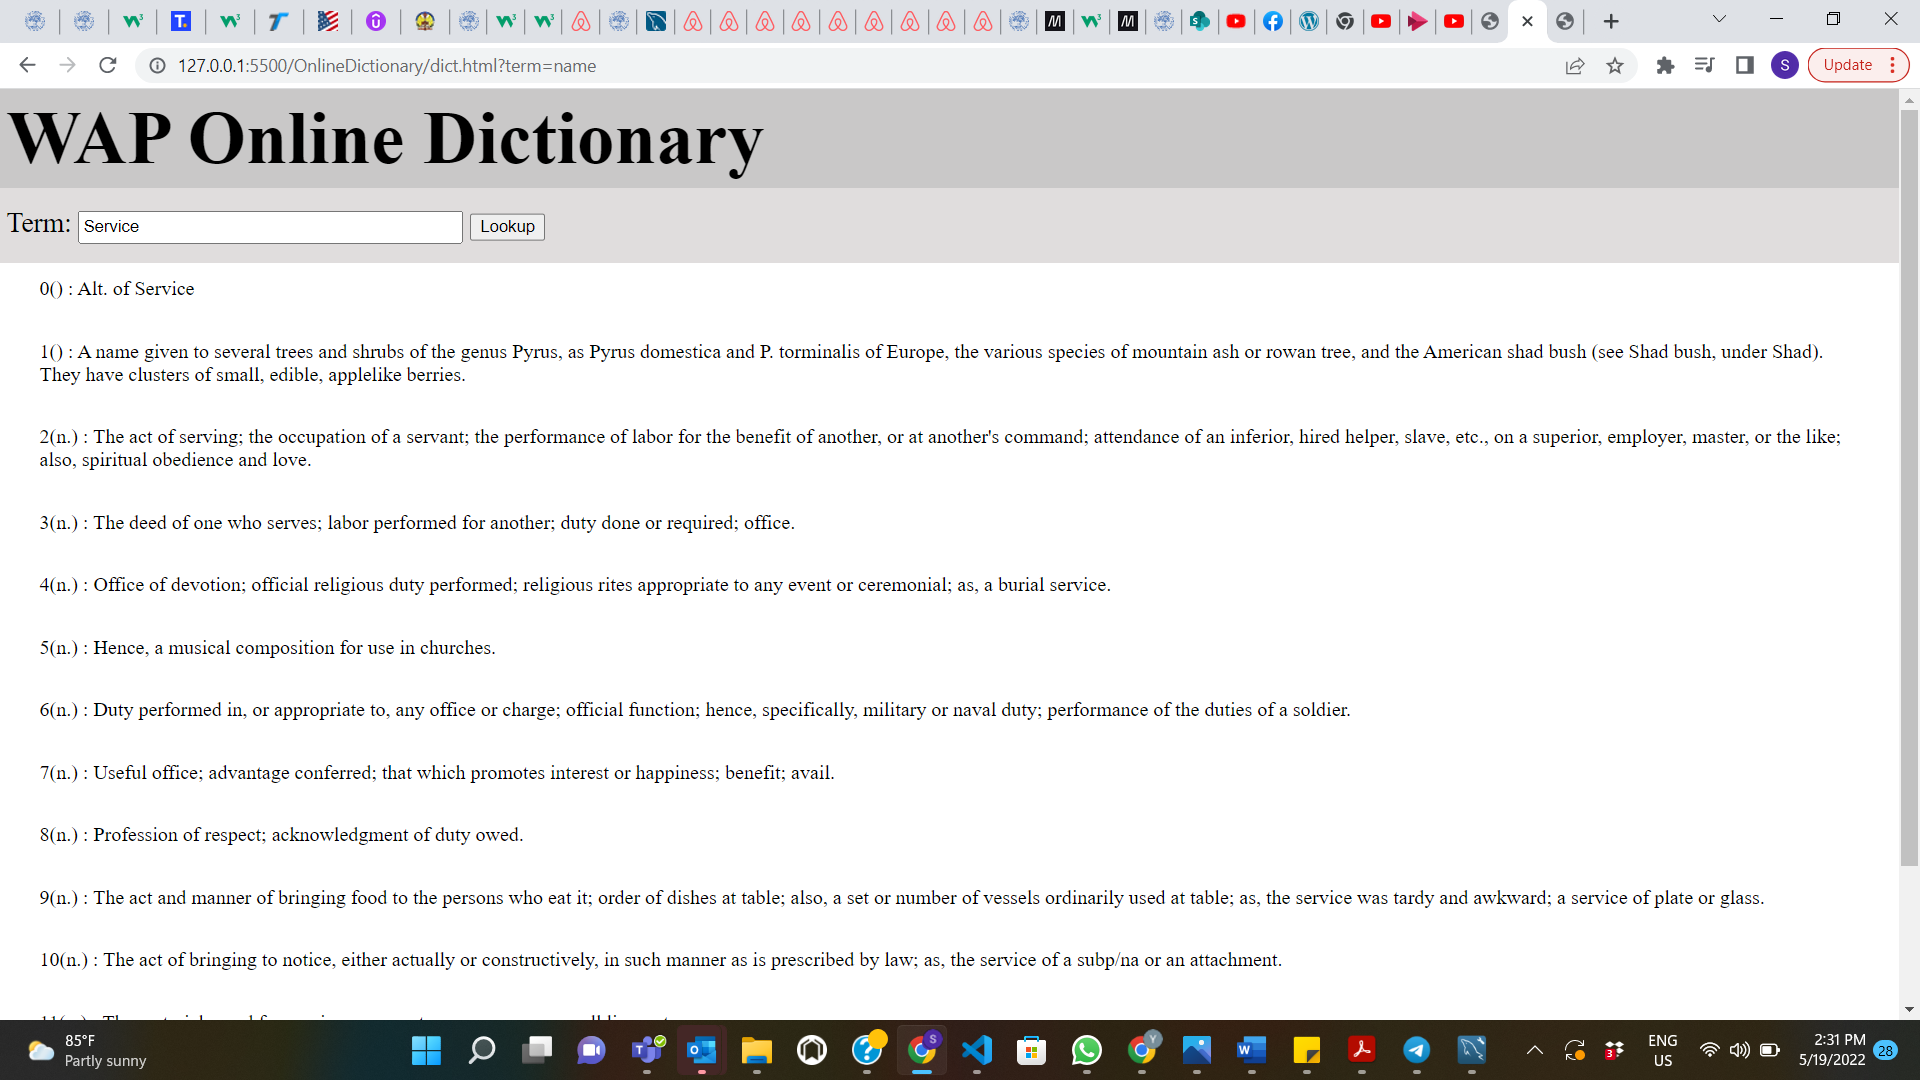 127.0.0.1:5500/OnlineDictionary/dict.html?term=name
S
Update
WAP Online Dictionary
Term: Service Lookup
0() : Alt. of Service
1() : A name given to several trees and shrubs of the genus Pyrus, as Pyrus domestica and P. torminalis of Europe, the various species of mountain ash or rowan tree, and the American shad bush (see Shad bush, under Shad).
They have clusters of small, edible, applelike berries.
2(n.) : The act of serving; the occupation of a servant; the performance of labor for the benefit of another, or at another's command; attendance of an inferior, hired helper, slave, etc., on a superior, employer, master, or the like;
also, spiritual obedience and love.
3(n.) : The deed of one who serves; labor performed for another; duty done or required; office.
4(n.) : Office of devotion; official religious duty performed; religious rites appropriate to any event or ceremonial; as, a burial service.
5(n.) : Hence, a musical composition for use in churches.
6(n.) : Duty performed in, or appropriate to, any office or charge; official function; hence, specifically, military or naval duty; performance of the duties of a soldier.
7(n.) : Useful office; advantage conferred; that which promotes interest or happiness; benefit; avail.
8(n.) : Profession of respect; acknowledgment of duty owed.
9(n.) : The act and manner of bringing food to the persons who eat it; order of dishes at table; also, a set or number of vessels ordinarily used at table; as, the service was tardy and awkward; a service of plate or glass.
10(n.) : The act of bringing to notice, either actually or constructively, in such manner as is prescribed by law; as, the service of a subp/na or an attachment.
85°F
Partly sunny
ENG
US
2:31 PM
5/19/2022
28